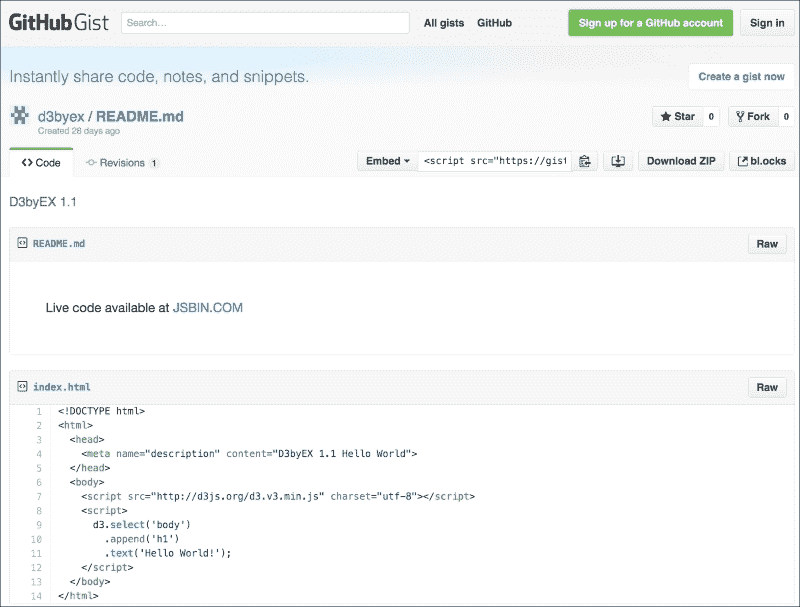 GitHub Gist Search... All gists GitHub Sign up for a GitHub account Sign in
Instantly share code, notes, and snippets. Create a gist now
d3byex / README.md Star 0 Fork 0
Created 28 days ago
<> Code Revisions 1 Embed <script src="https://gist Download ZIP bl.ocks
D3byEX 1.1
README.md Raw
Live code available at JSBIN.COM
index.html Raw
1 <!DOCTYPE html>
2 <html>
3   <head>
4     <meta name="description" content="D3byEX 1.1 Hello World">
5   </head>
6   <body>
7     <script src="http://d3js.org/d3.v3.min.js" charset="utf-8"></script>
8     <script>
9       d3.select('body')
10         .append('h1')
11         .text('Hello World!');
12     </script>
13   </body>
14 </html>